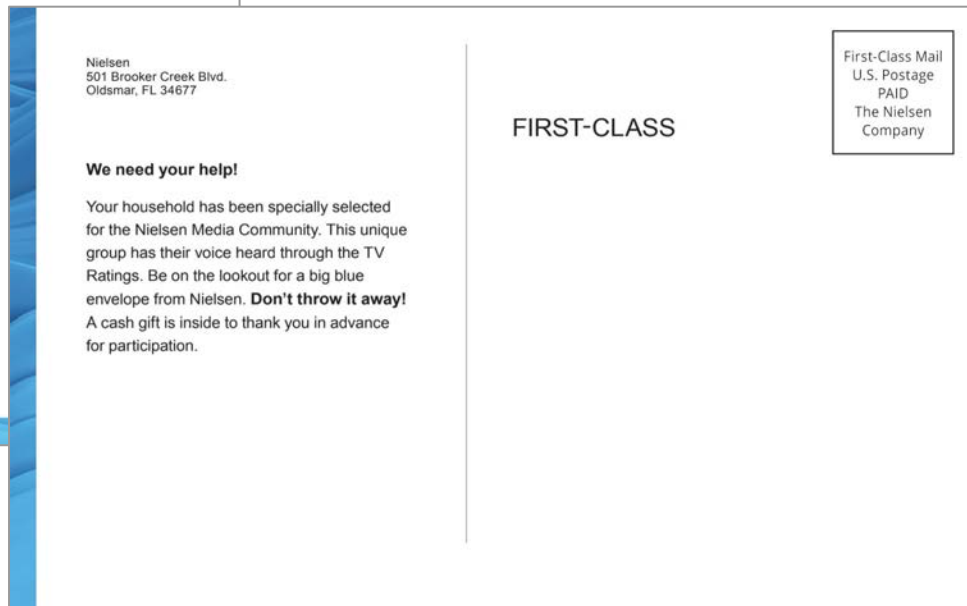 Nielsen
501 Brooker Creek Blvd.
Oldsmar, FL 34677
We need your help!
Your household has been specially selected
for the Nielsen Media Community. This unique
group has their voice heard through the TV
Ratings. Be on the lookout for a big blue
envelope from Nielsen. Don’t throw it away!
A cash gift is inside to thank you in advance
for participation.
FIRST-CLASS
First-Class Mail
U.S. Postage
PAID
The Nielsen
Company